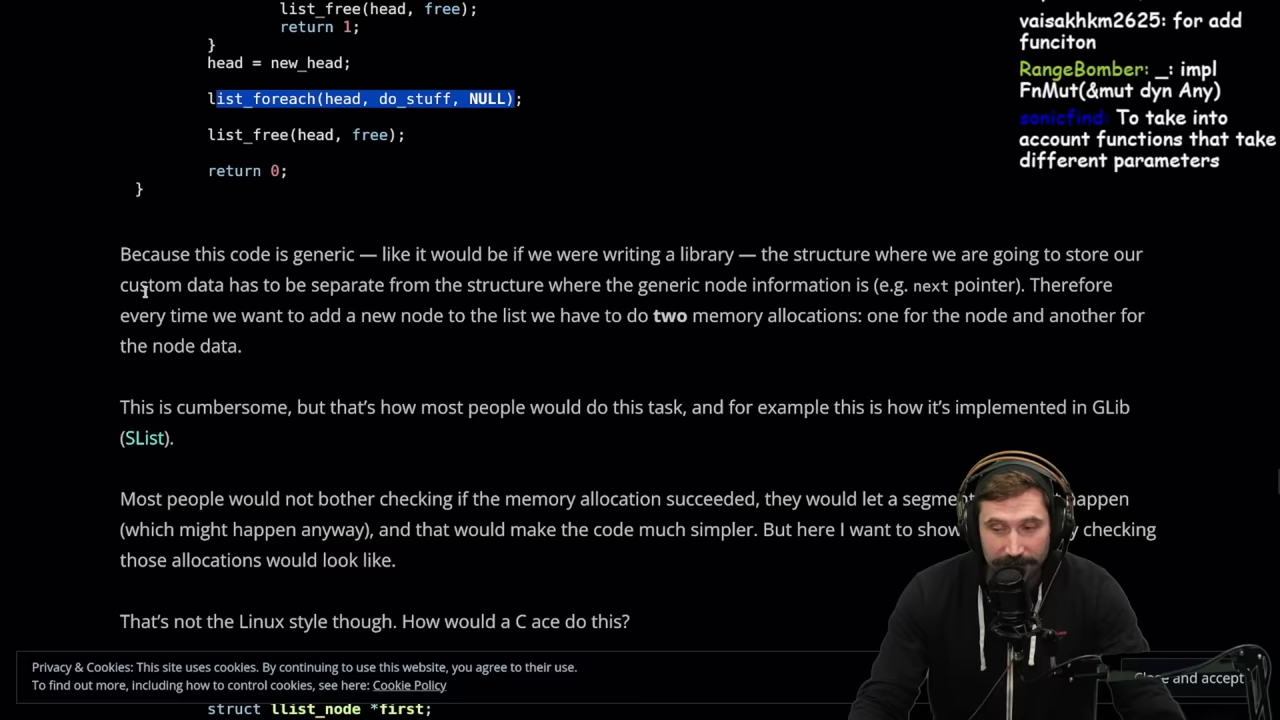 list_free(head, free);
return 1;
}
head = new_head;
list_foreach(head, do_stuff, NULL);
list_free(head, free);
return 0;
}
vaisakhkm2625: for add
funciton
RangeBomber: _: impl
FnMut(&mut dyn Any)
sonicfind: To take into
account functions that take
different parameters
Because this code is generic — like it would be if we were writing a library — the structure where we are going to store our
custom data has to be separate from the structure where the generic node information is (e.g. next pointer). Therefore
every time we want to add a new node to the list we have to do two memory allocations: one for the node and another for
the node data.
This is cumbersome, but that's how most people would do this task, and for example this is how it's implemented in GLib
(SList).
Most people would not bother checking if the memory allocation succeeded, they would let a segment happen
(which might happen anyway), and that would make the code much simpler. But here I want to show checking
those allocations would look like.
That's not the Linux style though. How would a C ace do this?
Privacy & Cookies: This site uses cookies. By continuing to use this website, you agree to their use.
To find out more, including how to control cookies, see here: Cookie Policy
Close and accept
struct llist_node *first;